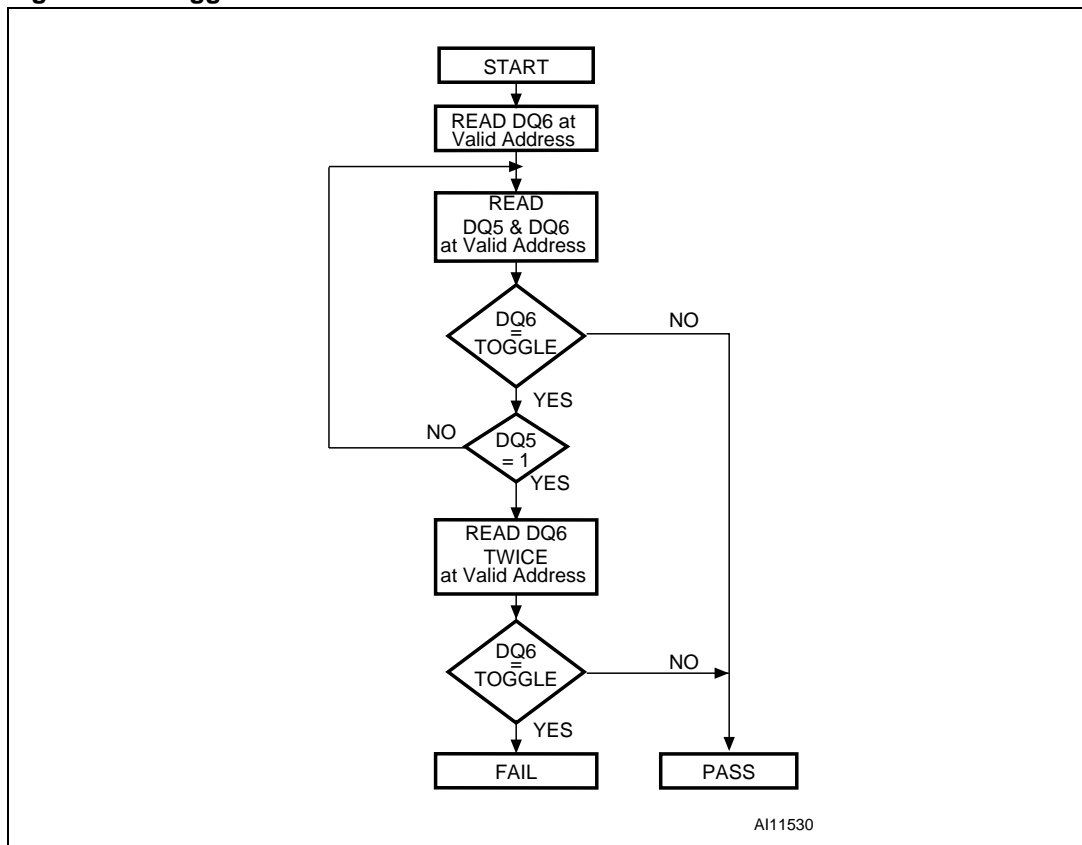 START
READ DQ6 at
Valid Address
READ
DQ5 & DQ6
at Valid Address
DQ6
=
TOGGLE
NO
YES
NO
DQ5
= 1
YES
READ DQ6
TWICE
at Valid Address
DQ6
=
TOGGLE
NO
YES
FAIL
PASS
AI11530